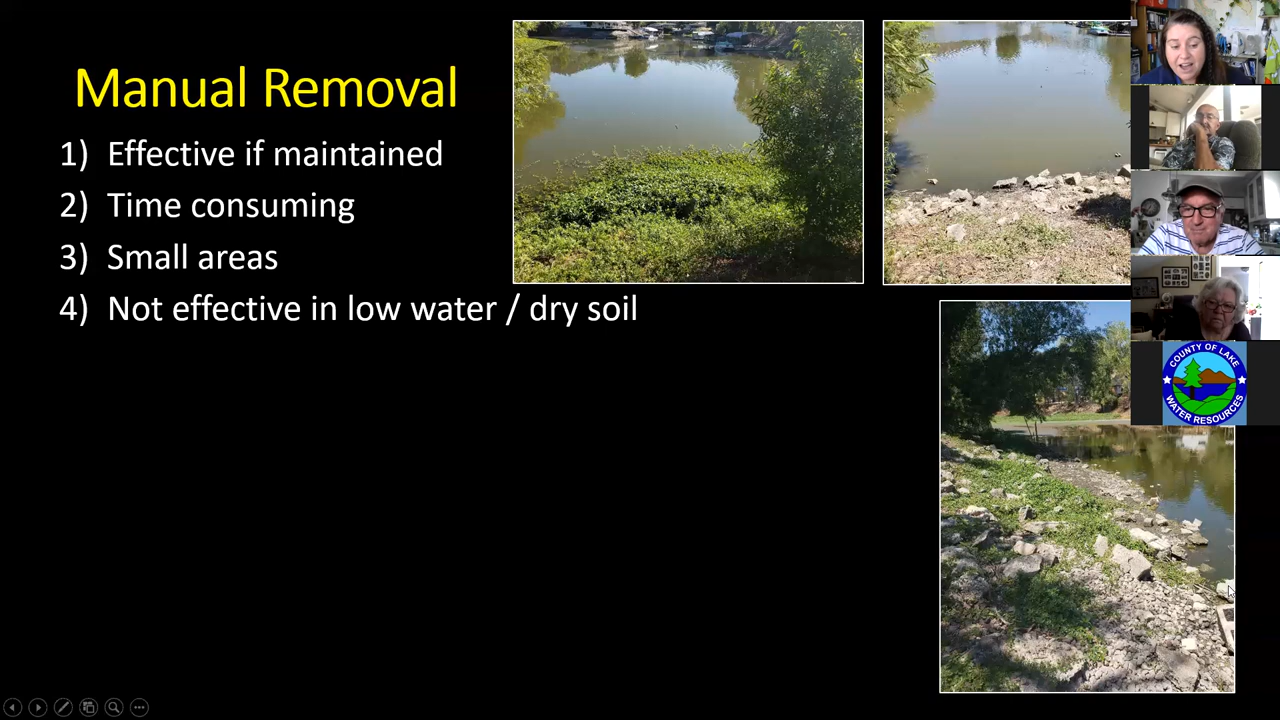 Manual Removal
1) Effective if maintained
2) Time consuming
3) Small areas
4) Not effective in low water / dry soil
COUNTY OF LAKE
WATER RESOURCES